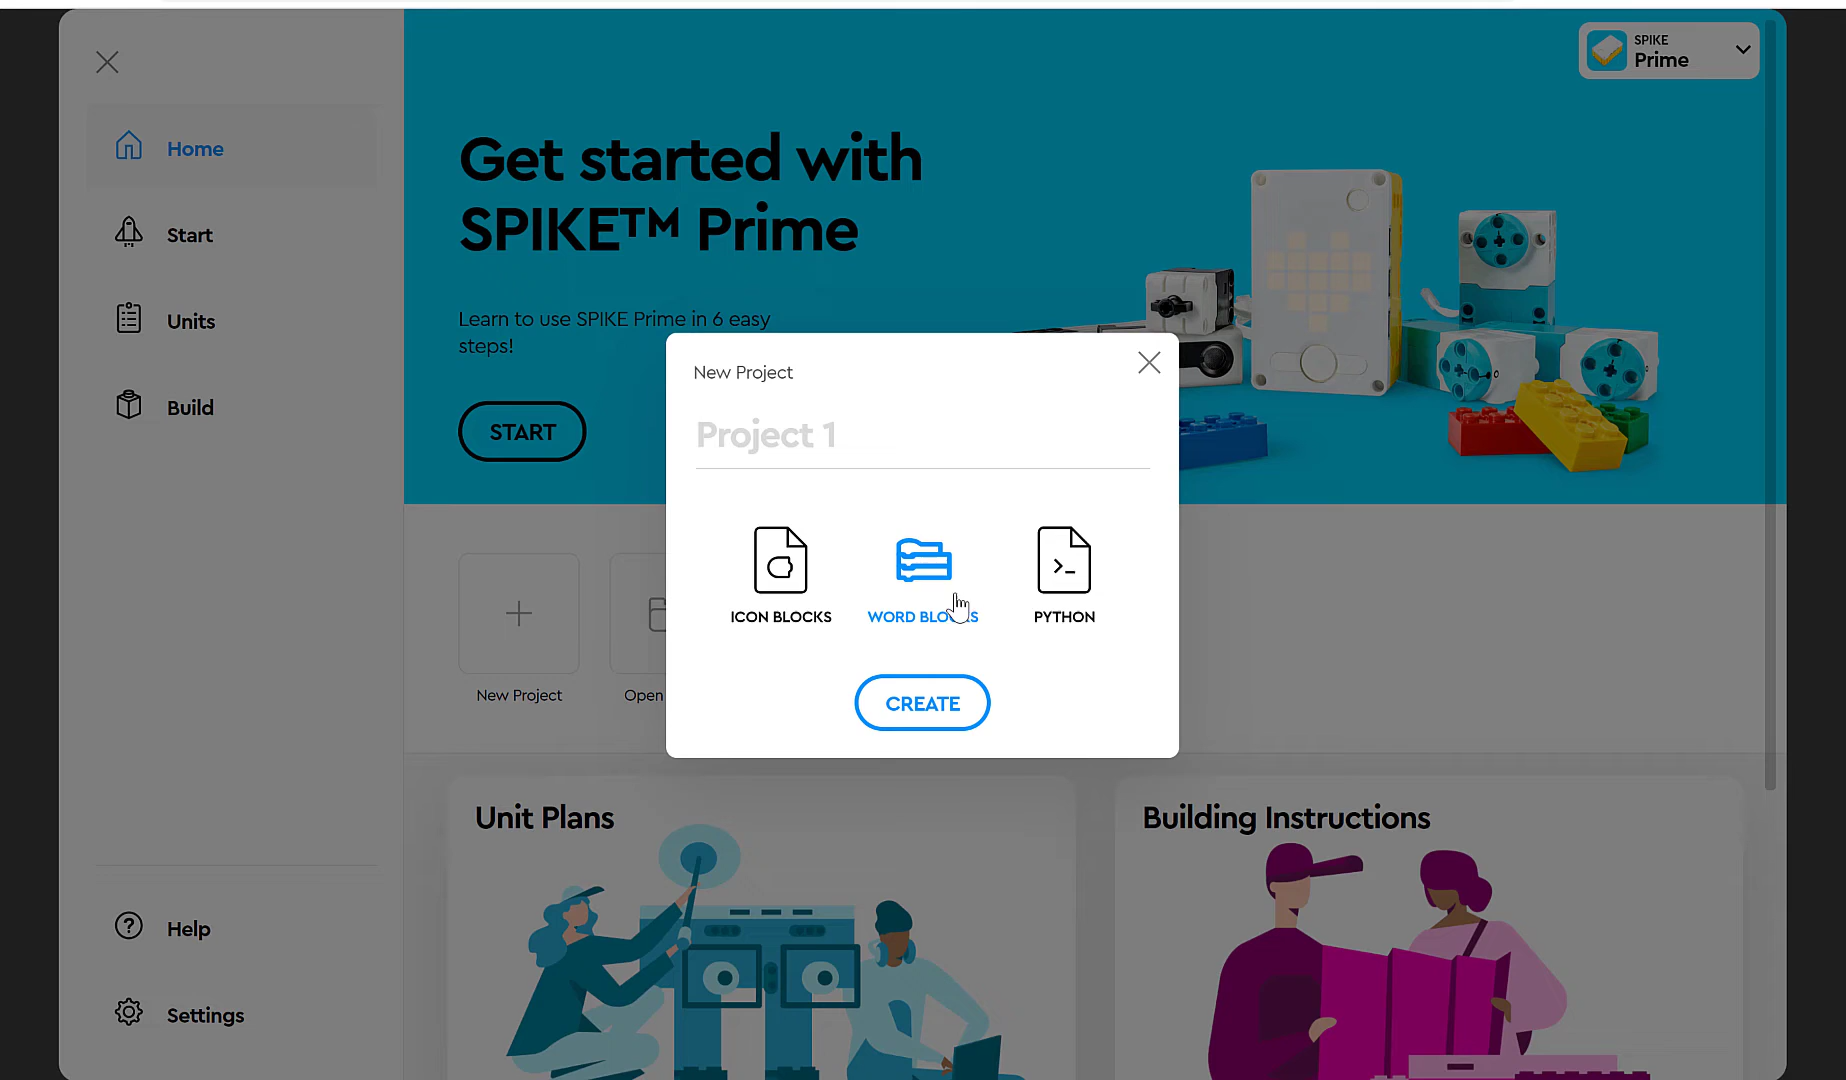 SPIKE
Prime
Home
Start
Units
Build
Help
Settings
Get started with
SPIKE™ Prime
Learn to use SPIKE Prime in 6 easy
steps!
START
New Project
Project 1
ICON BLOCKS
WORD BLOCKS
PYTHON
CREATE
New Project
Open
Unit Plans
Building Instructions